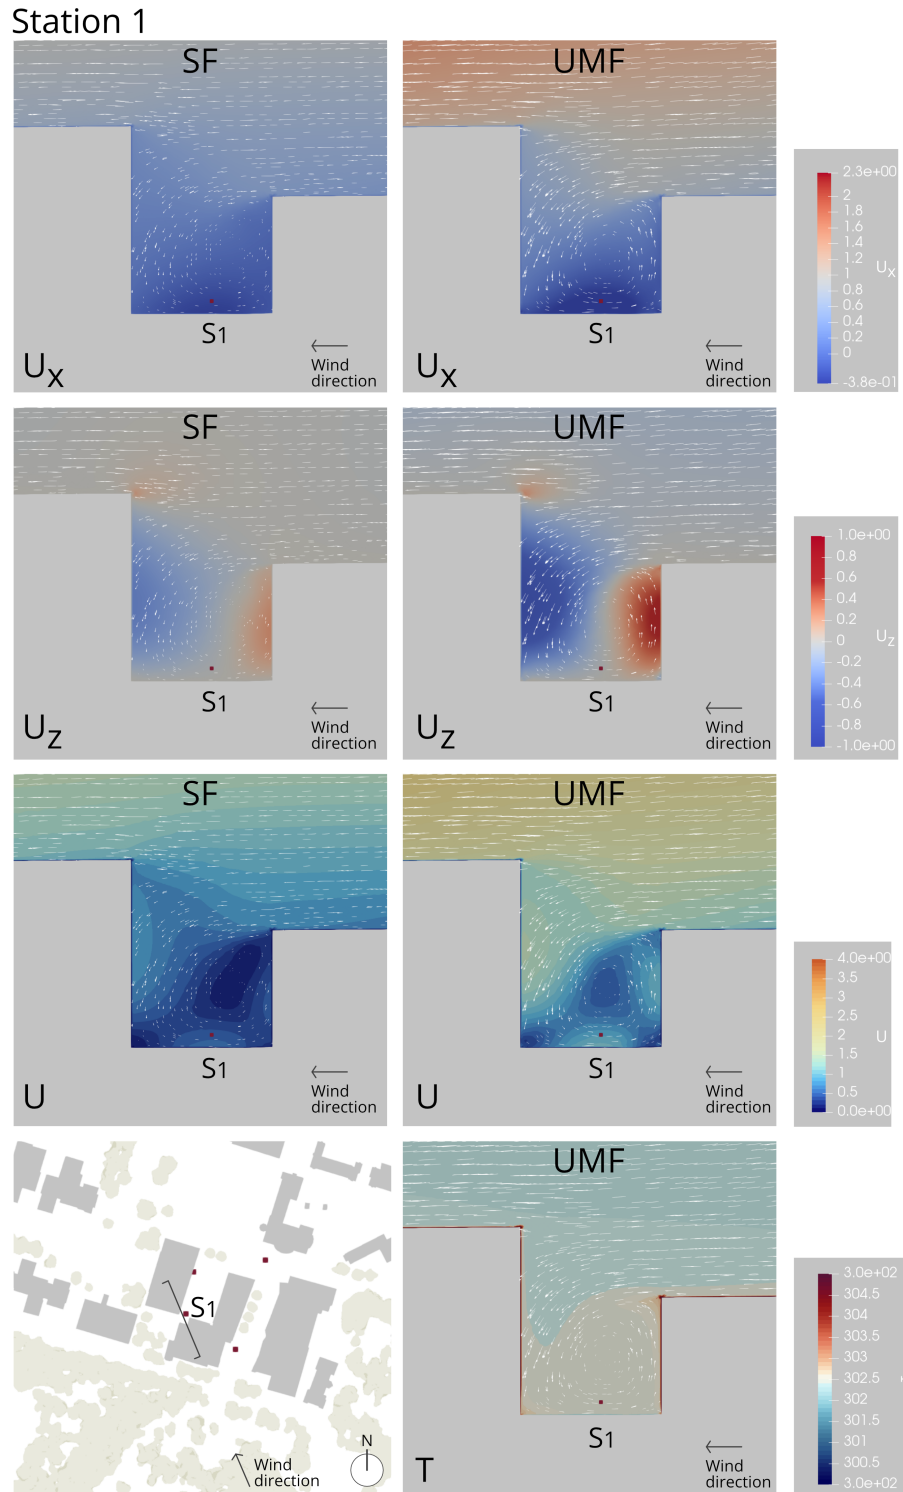 Station 1
SF
UMF
S1
S1
Wind
direction
Wind
direction
Ux
Ux
2.3e+00
2
1.8
1.6
1.4
1.2
1
0.8
0.6
0.4
0.2
0
-3.8e-01
Ux
SF
UMF
S1
S1
Wind
direction
Wind
direction
Uz
Uz
1.0e+00
0.8
0.6
0.4
0.2
0
-0.2
-0.4
-0.6
-0.8
-1.0e+00
Uz
SF
UMF
S1
S1
Wind
direction
Wind
direction
U
U
4.0e+00
3.5
3
2.5
2
1.5
1
0.5
0.0e+00
U
S1
Wind
direction
N
UMF
S1
Wind
direction
T
3.0e+02
304.5
304
303.5
303
302.5
302
301.5
301
300.5
3.0e+02